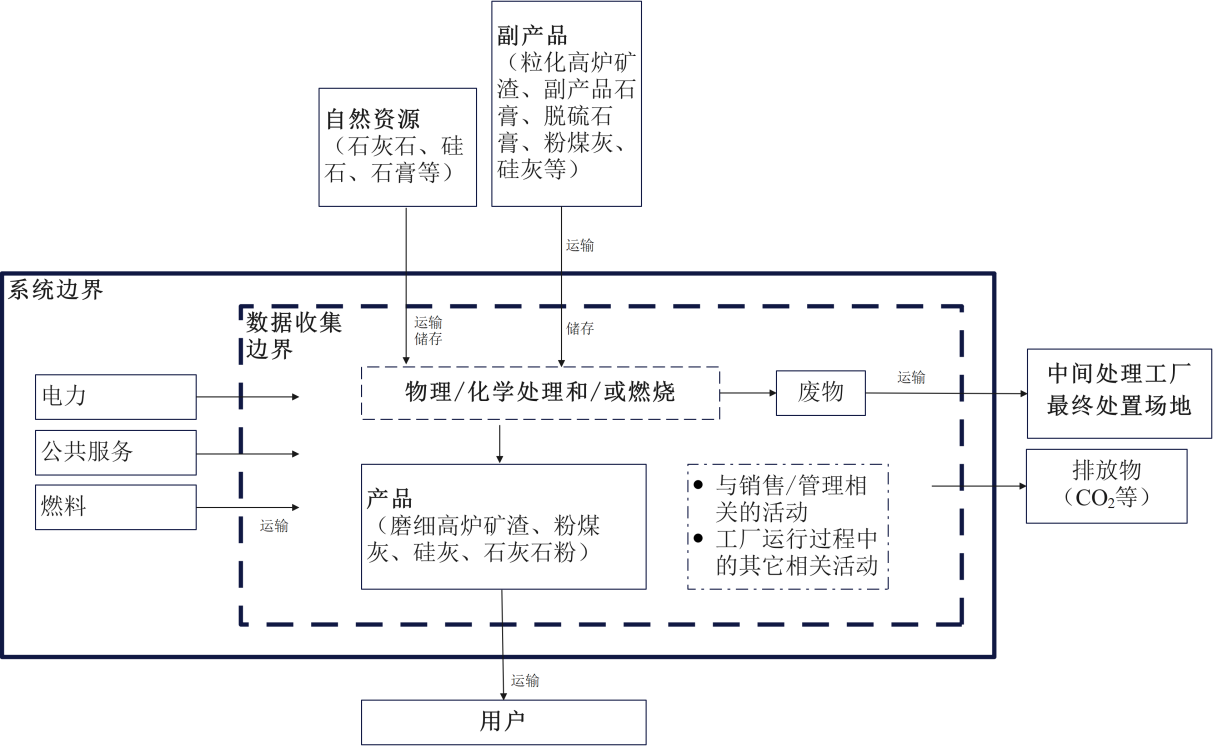 副产品
（粒化高炉矿
渣、副产品石
膏、脱硫石
膏、粉煤灰、
硅灰等）
自然资源
（石灰石、硅
石、石膏等）
运输
系统边界
数据收集
边界
运输
储存
储存
物理/化学处理和/或燃烧
废物
运输
中间处理工厂
最终处置场地
电力
公共服务
燃料
运输
产品
（磨细高炉矿渣、粉煤
灰、硅灰、石灰石粉）
• 与销售/管理相
关的活动
• 工厂运行过程中
的其它相关活动
排放物
（CO₂等）
运输
用户